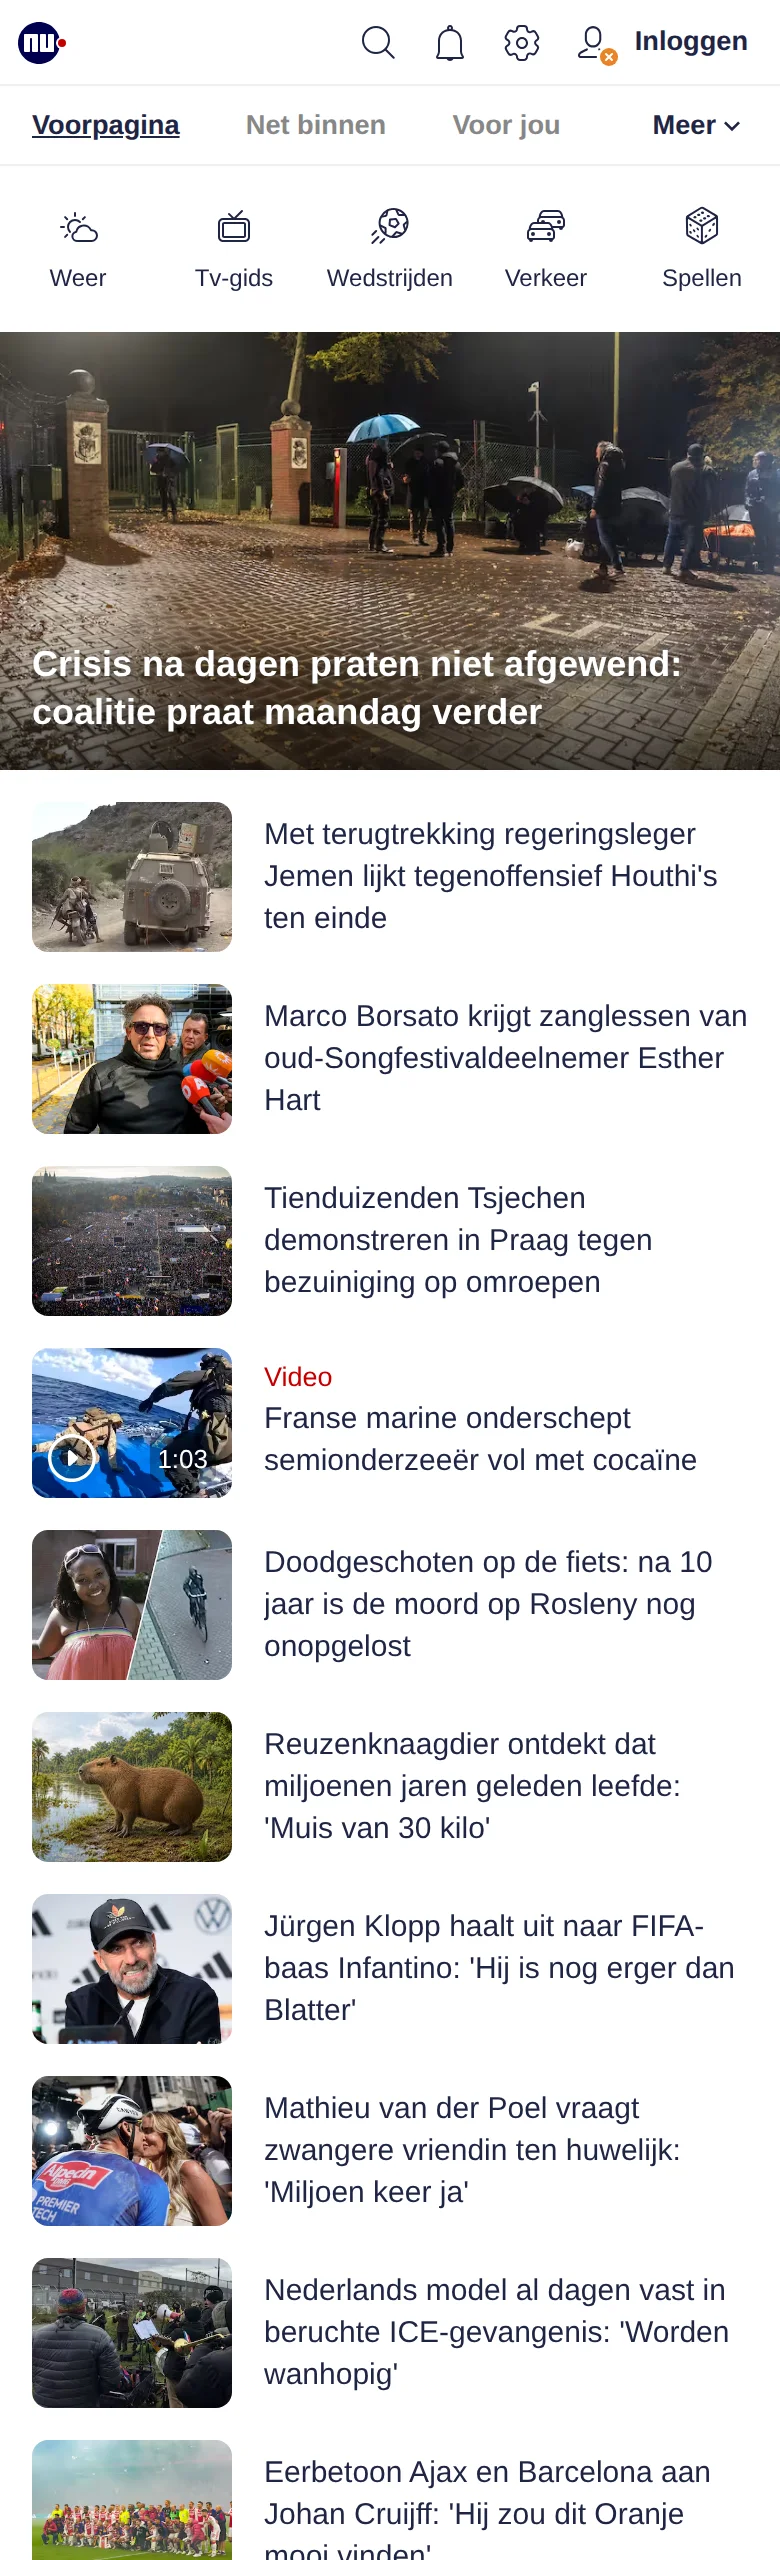 nu
Inloggen
Voorpagina
Net binnen
Voor jou
Meer
Weer
Tv-gids
Wedstrijden
Verkeer
Spellen
Crisis na dagen praten niet afgewend:
coalitie praat maandag verder
Met terugtrekking regeringsleger
Jemen lijkt tegenoffensief Houthi's
ten einde
Marco Borsato krijgt zanglessen van
oud-Songfestivaldeelnemer Esther
Hart
Tienduizenden Tsjechen
demonstreren in Praag tegen
bezuiniging op omroepen
Video
Franse marine onderschept
semionderzeeër vol met cocaïne
1:03
Doodgeschoten op de fiets: na 10
jaar is de moord op Rosleny nog
onopgelost
Reuzenknaagdier ontdekt dat
miljoenen jaren geleden leefde:
'Muis van 30 kilo'
Jürgen Klopp haalt uit naar FIFA-
baas Infantino: 'Hij is nog erger dan
Blatter'
Mathieu van der Poel vraagt
zwangere vriendin ten huwelijk:
'Miljoen keer ja'
Alpecin
PREMIER
TECH
Nederlands model al dagen vast in
beruchte ICE-gevangenis: 'Worden
wanhopig'
Eerbetoon Ajax en Barcelona aan
Johan Cruijff: 'Hij zou dit Oranje
mooi vinden'